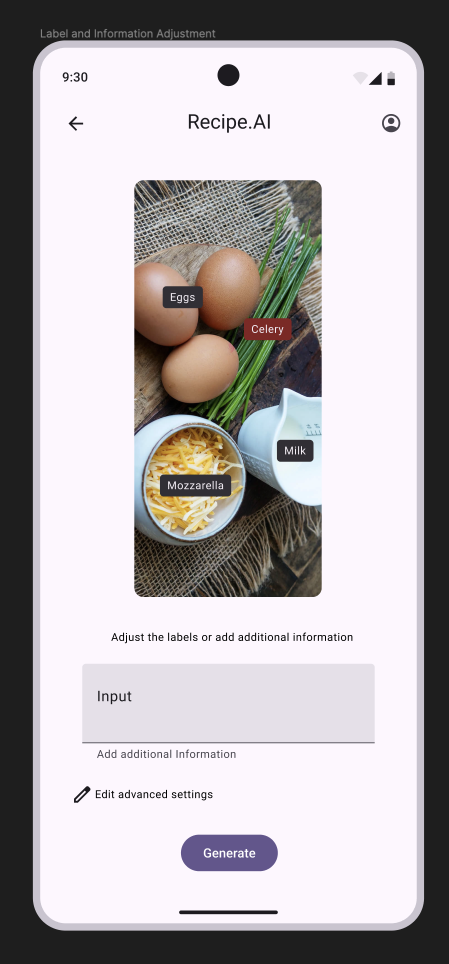 Label and Information Adjustment
9:30
Recipe.AI
Eggs
Celery
Milk
Mozzarella
Adjust the labels or add additional information
Input
Add additional Information
Edit advanced settings
Generate